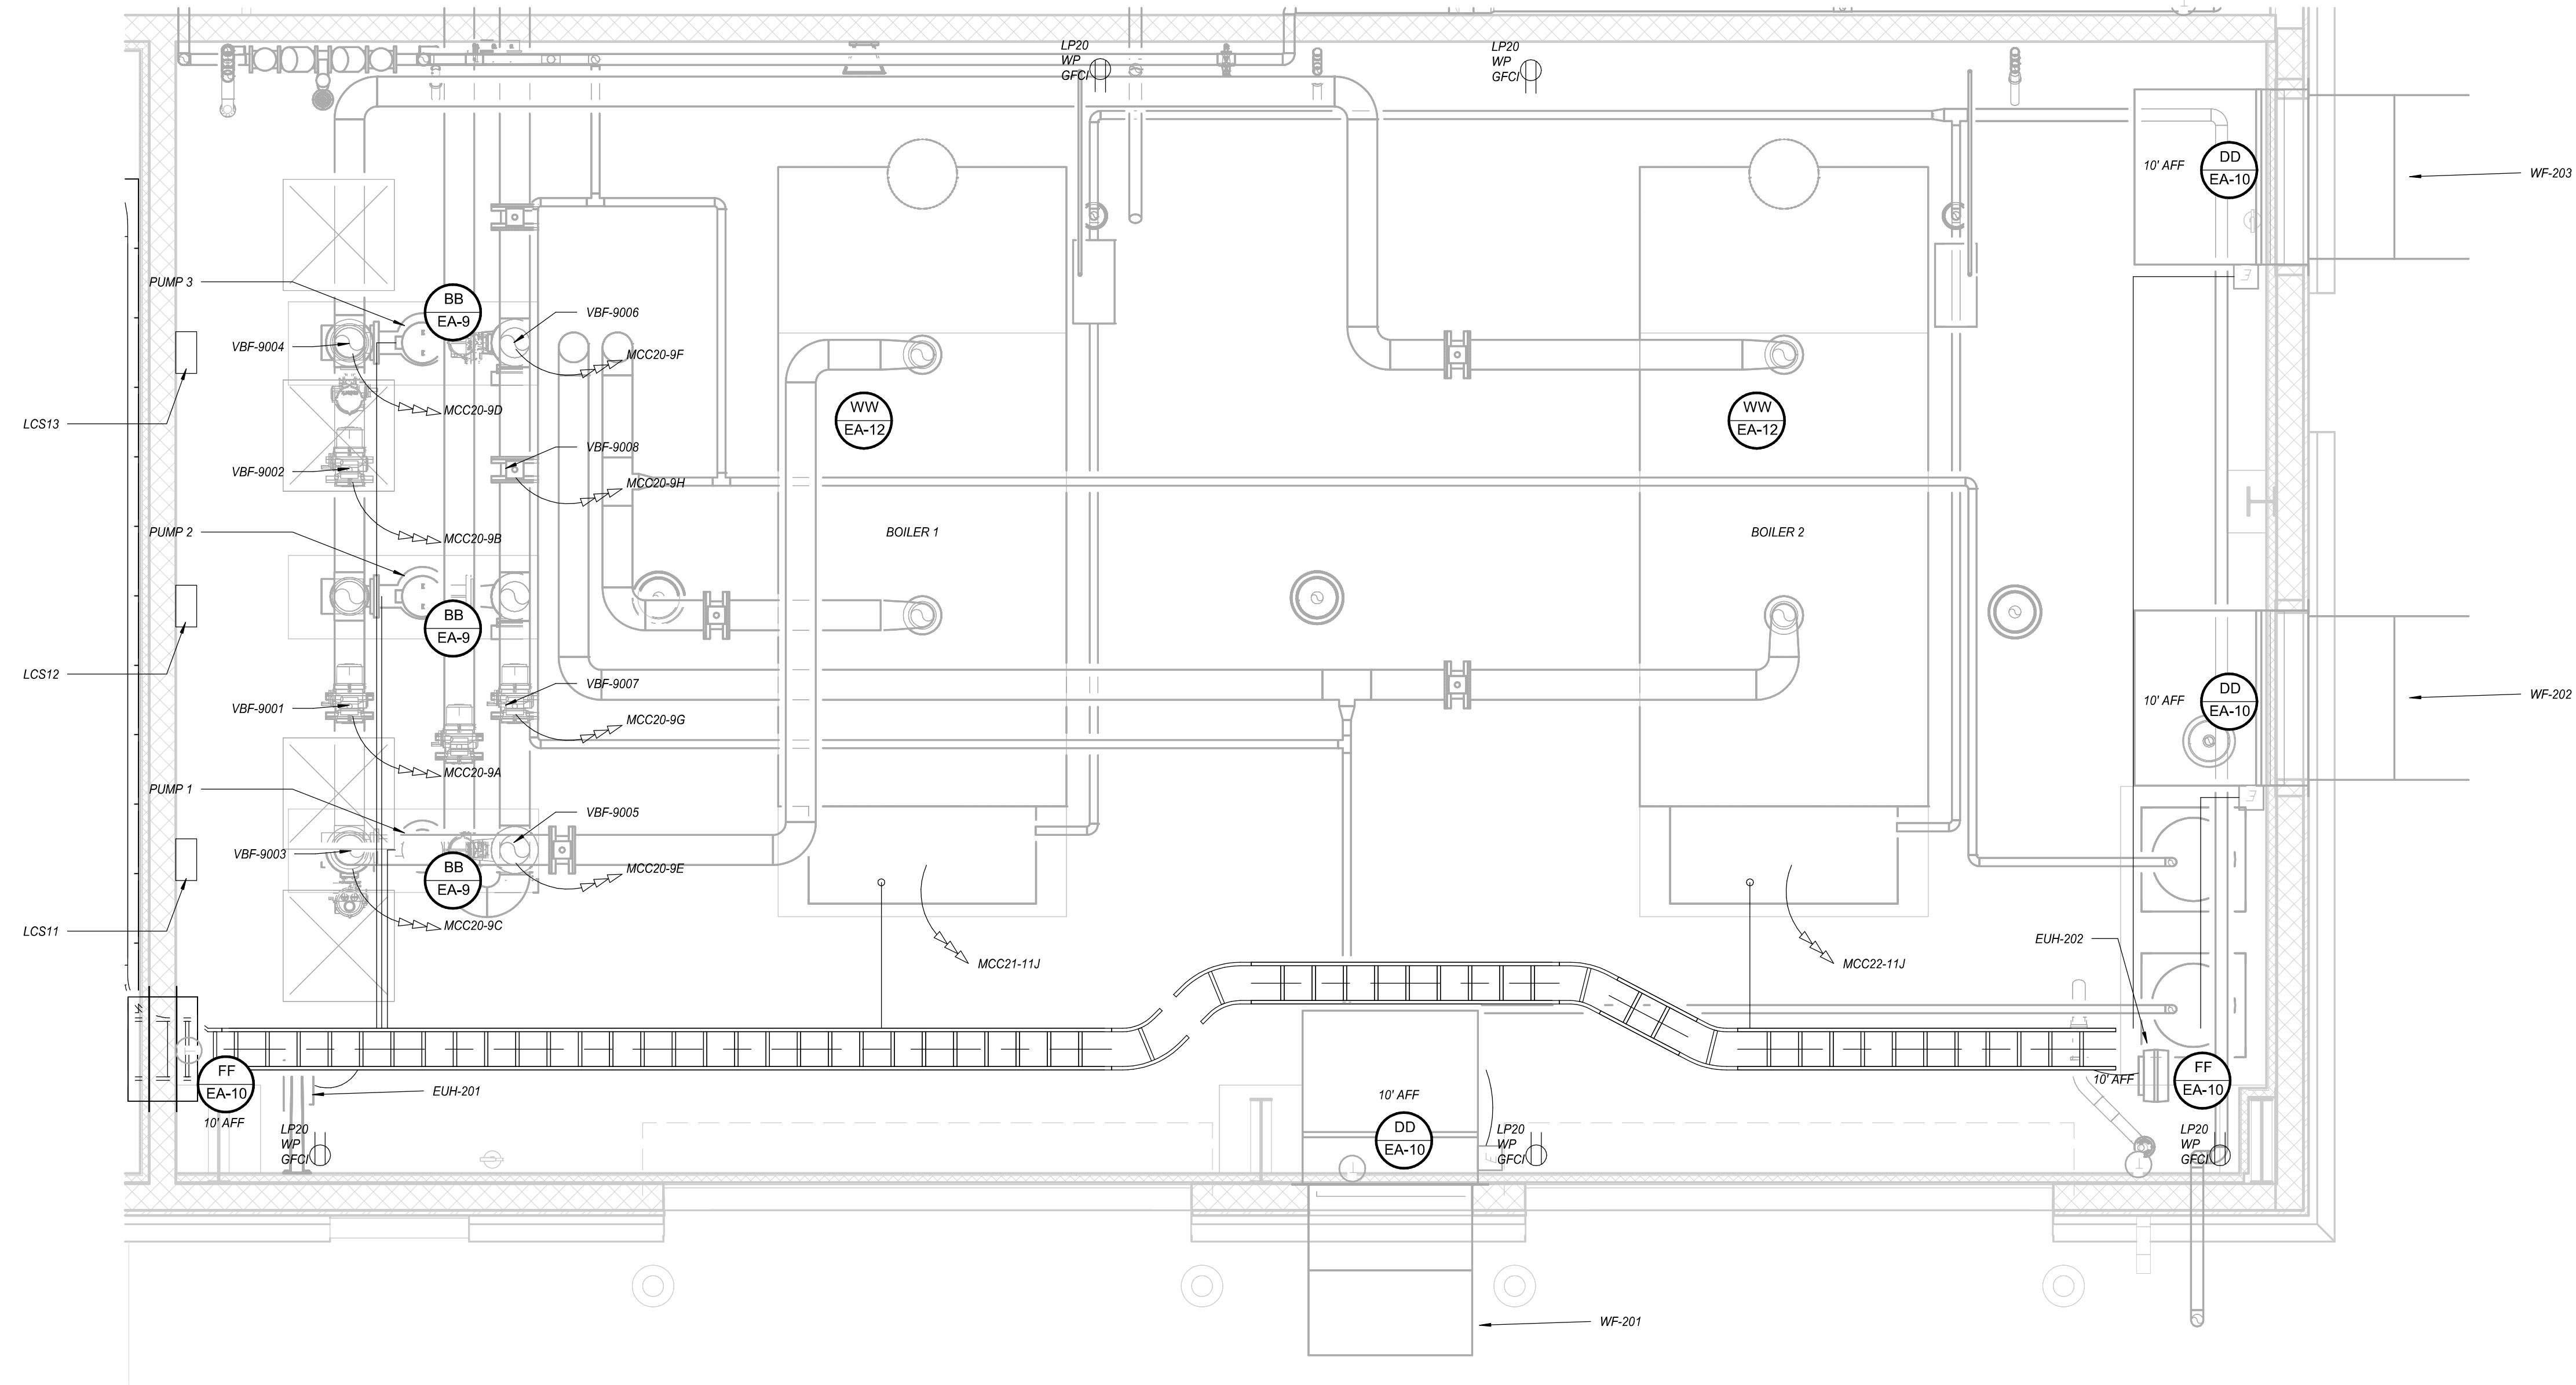 LP20
WP
GFCI
LP20
WP
GFCI
10' AFF
DD
EA-10
WF-203
PUMP 3
BB
EA-9
VBF-9006
VBF-9004
MCC20-9F
MCC20-9D
LCS13
WW
EA-12
WW
EA-12
VBF-9008
VBF-9002
MCC20-9H
MCC20-9B
PUMP 2
BOILER 1
BOILER 2
BB
EA-9
LCS12
VBF-9007
VBF-9001
MCC20-9G
10' AFF
DD
EA-10
WF-202
MCC20-9A
PUMP 1
VBF-9005
VBF-9003
MCC20-9E
BB
EA-9
MCC20-9C
LCS11
MCC21-11J
MCC22-11J
EUH-202
FF
EA-10
10' AFF
EUH-201
10' AFF
DD
EA-10
10' AFF
FF
EA-10
LP20
WP
GFCI
LP20
WP
GFCI
LP20
WP
GFCI
WF-201